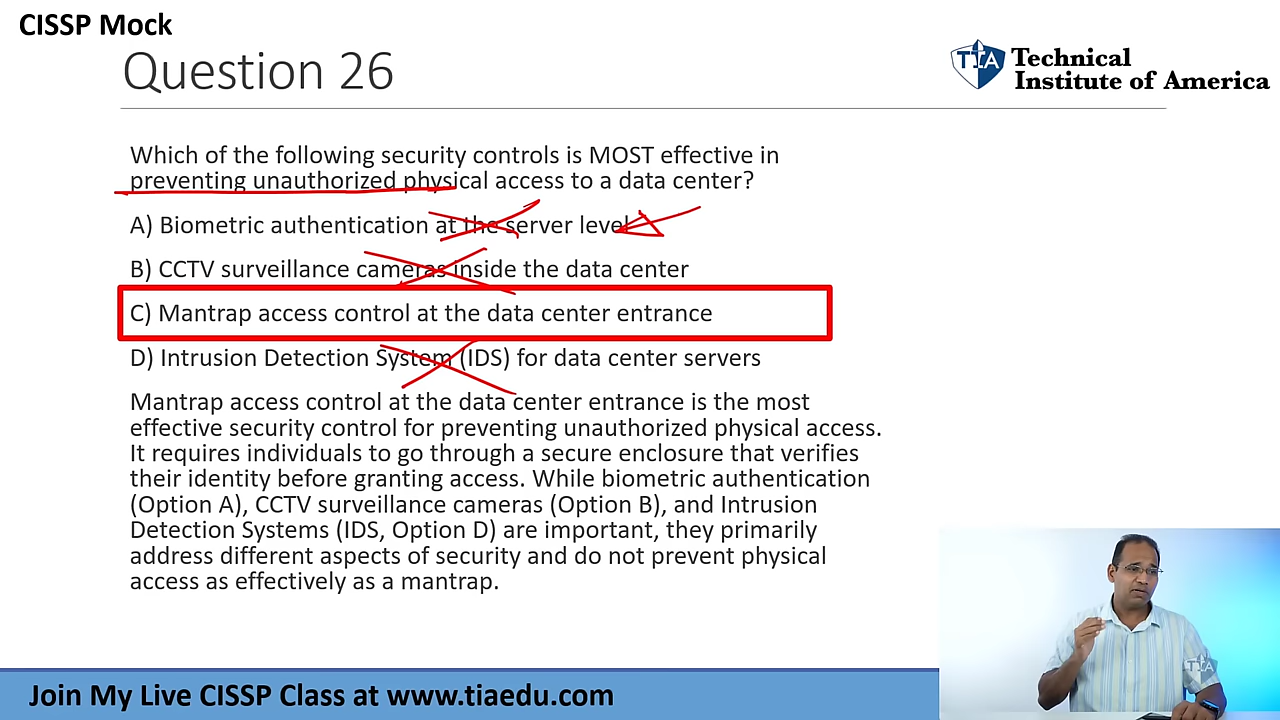 CISSP Mock
Question 26
TIA
Technical
Institute of America
Which of the following security controls is MOST effective in
preventing unauthorized physical access to a data center?
A) Biometric authentication at the server level
B) CCTV surveillance cameras inside the data center
C) Mantrap access control at the data center entrance
D) Intrusion Detection System (IDS) for data center servers
Mantrap access control at the data center entrance is the most
effective security control for preventing unauthorized physical access.
It requires individuals to go through a secure enclosure that verifies
their identity before granting access. While biometric authentication
(Option A), CCTV surveillance cameras (Option B), and Intrusion
Detection Systems (IDS, Option D) are important, they primarily
address different aspects of security and do not prevent physical
access as effectively as a mantrap.
TIA
Join My Live CISSP Class at www.tiaedu.com